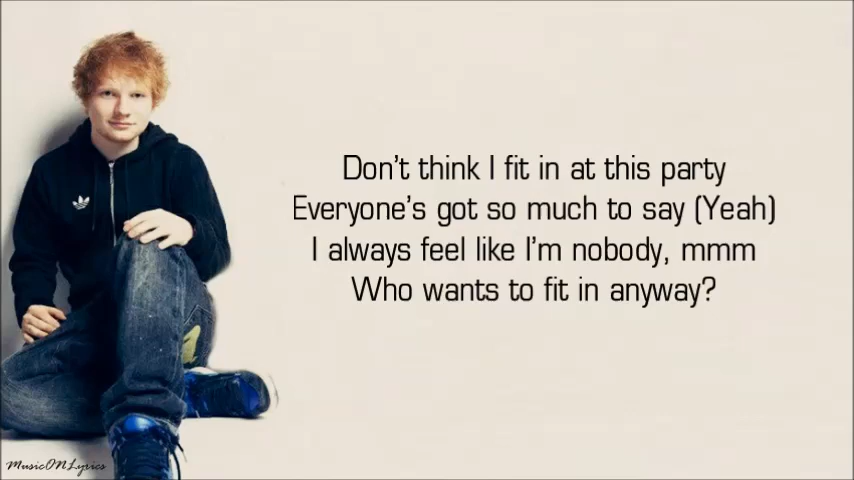 Don't think I fit in at this party
Everyone's got so much to say (Yeah)
I always feel like I'm nobody, mmm
Who wants to fit in anyway?
MusicONLyrics